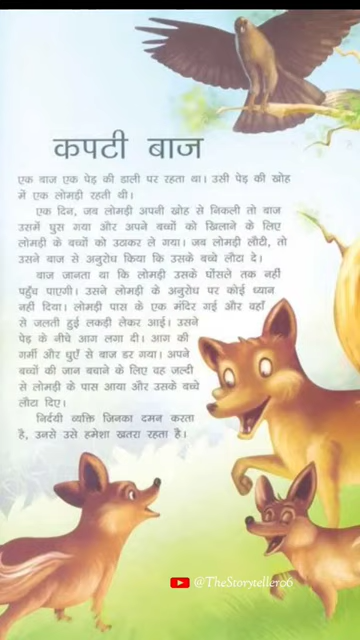 कपटी बाज
एक बाज एक पेड़ की डाली पर रहता था। उसी पेड़ की खोह
में एक लोमड़ी रहती थी।
एक दिन, जब लोमड़ी अपनी खोह से निकली तो बाज
उसमें घुस गया और अपने बच्चों को खिलाने के लिए
लोमड़ी के बच्चों को उठाकर ले गया। जब लोमड़ी लौटी, तो
उसने बाज से अनुरोध किया कि उसके बच्चे लौटा दे।
बाज जानता था कि लोमड़ी उसके घोंसले तक नहीं
पहुँच पाएगी। उसने लोमड़ी के अनुरोध पर कोई ध्यान
नहीं दिया। लोमड़ी पास के एक मंदिर गई और वहाँ
से जलती हुई लकड़ी लेकर आई। उसने
पेड़ के नीचे आग लगा दी। आग की
गर्मी और धुएँ से बाज डर गया। अपने
बच्चों की जान बचाने के लिए वह जल्दी
से लोमड़ी के पास आया और उसके बच्चे
लौटा दिए।
निर्दयी व्यक्ति जिनका दमन करता
है, उनसे उसे हमेशा खतरा रहता है।
@TheStoryteller06